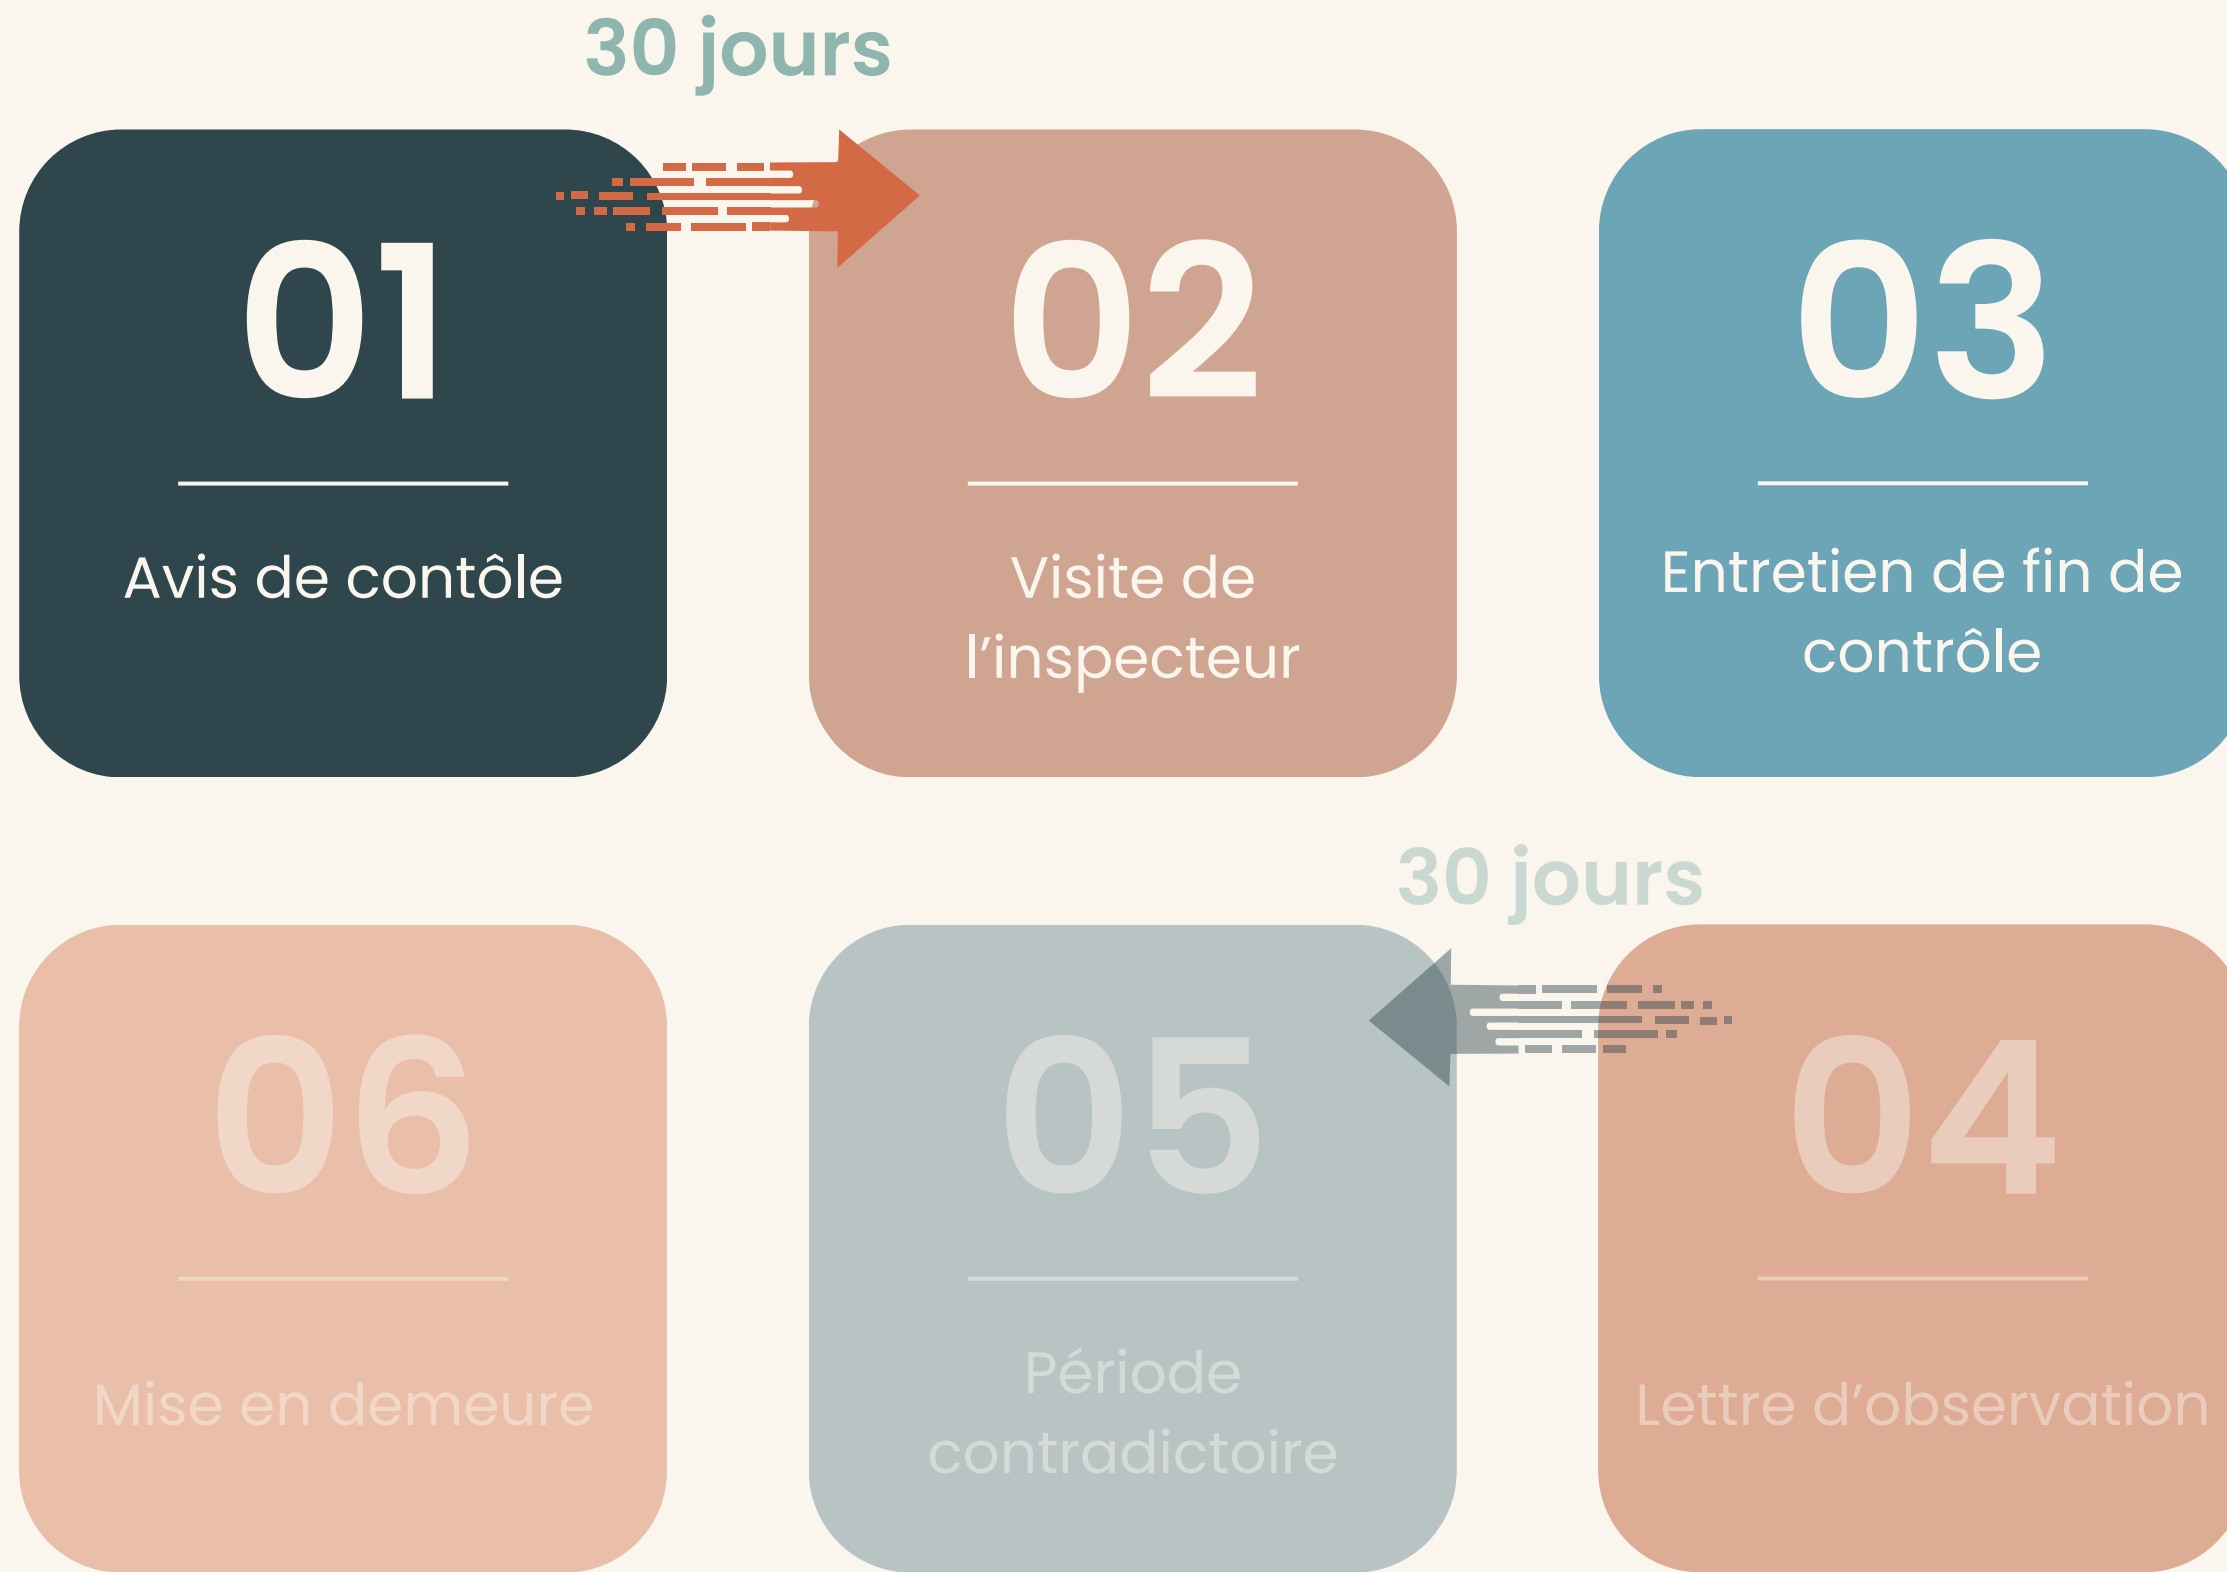 30 jours
01
Avis de contôle
02
Visite de
l’inspecteur
03
Entretien de fin de
contrôle
30 jours
04
Lettre d’observation
05
Période
contradictoire
06
Mise en demeure